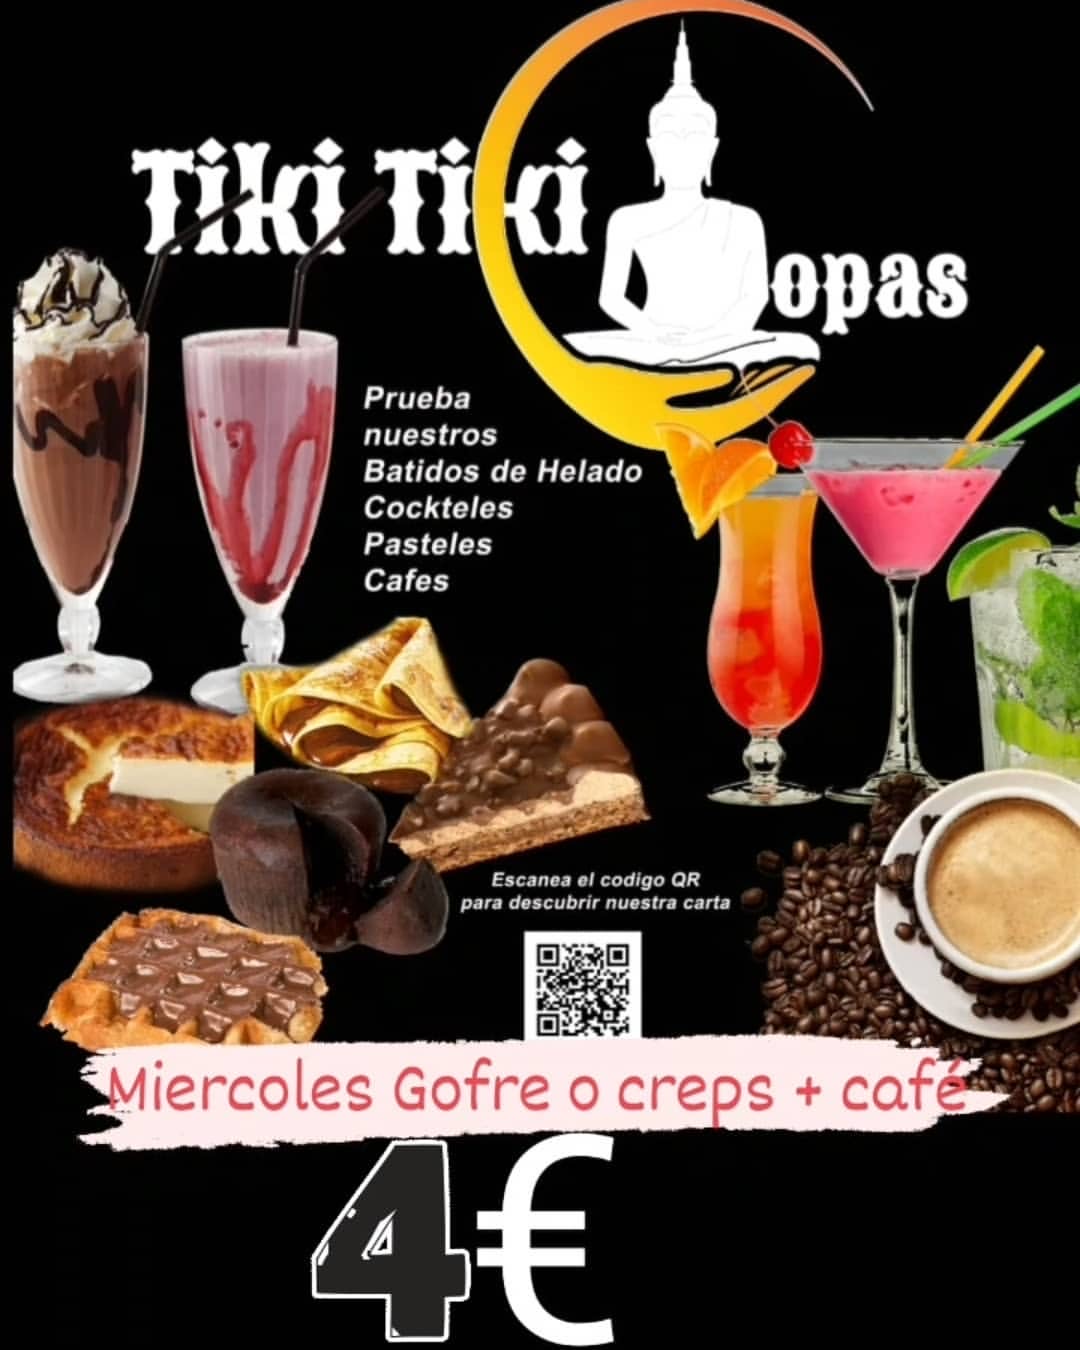 Tiki Tiki Copas
Prueba
nuestros
Batidos de Helado
Cockteles
Pasteles
Cafes
Escanea el codigo QR
para descubrir nuestra carta
Miercoles Gofre o creps + café
4€